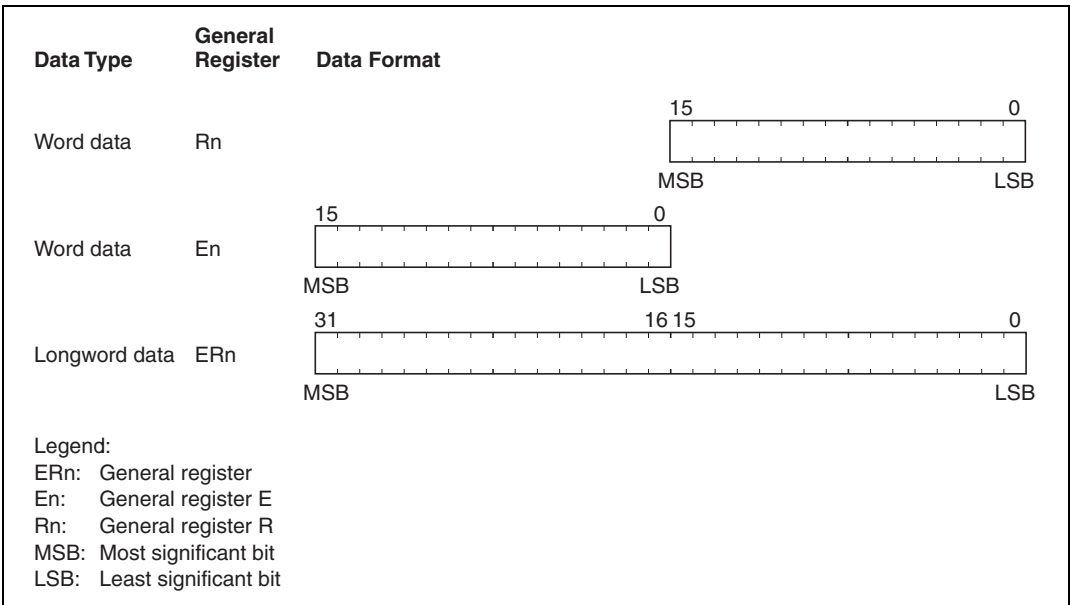 General
Data Type Register Data Format
15 0
Word data Rn
MSB LSB
15 0
Word data En
MSB LSB
31 16 15 0
Longword data ERn
MSB LSB
Legend:
ERn: General register
En: General register E
Rn: General register R
MSB: Most significant bit
LSB: Least significant bit